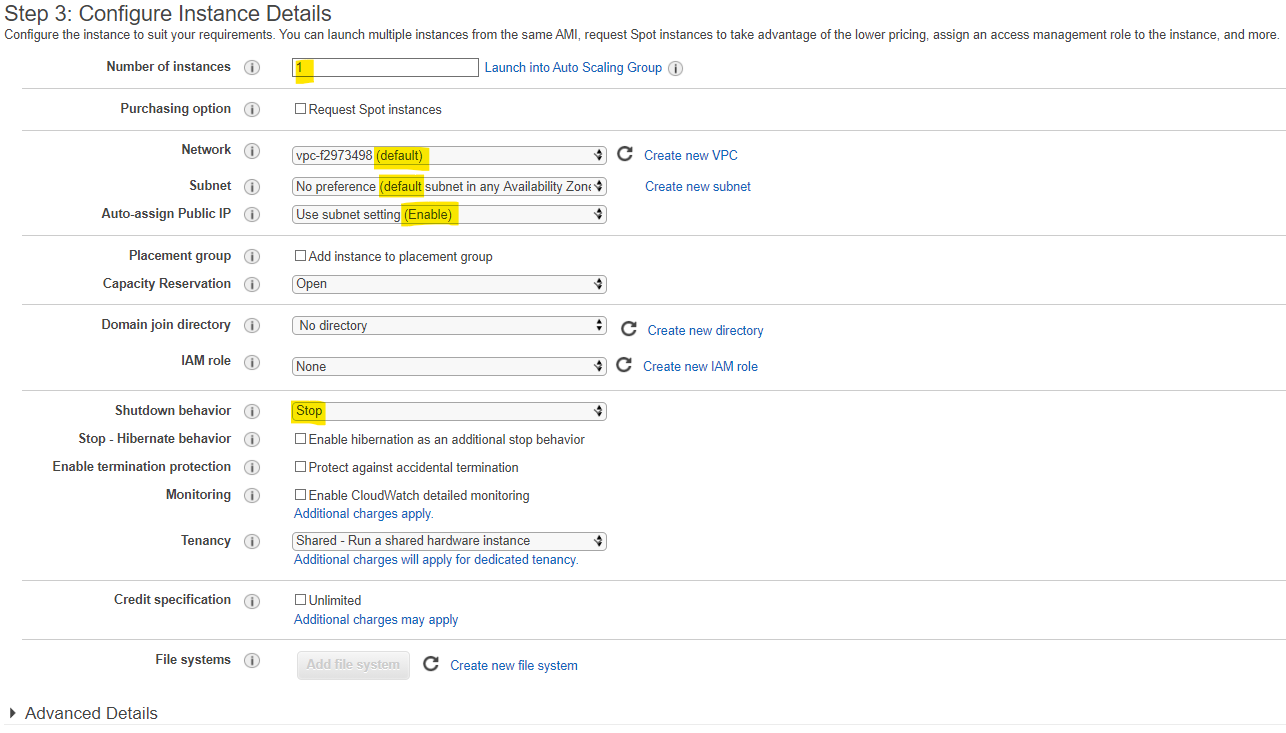 Step 3: Configure Instance Details
Configure the instance to suit your requirements. You can launch multiple instances from the same AMI, request Spot instances to take advantage of the lower pricing, assign an access management role to the instance, and more.
Number of instances i 1 Launch into Auto Scaling Group i
Purchasing option i Request Spot instances
Network i vpc-f2973498 (default) Create new VPC
Subnet i No preference (default subnet in any Availability Zone Create new subnet
Auto-assign Public IP i Use subnet setting (Enable)
Placement group i Add instance to placement group
Capacity Reservation i Open
Domain join directory i No directory Create new directory
IAM role i None Create new IAM role
Shutdown behavior i Stop
Stop - Hibernate behavior i Enable hibernation as an additional stop behavior
Enable termination protection i Protect against accidental termination
Monitoring i Enable CloudWatch detailed monitoring
Additional charges apply.
Tenancy i Shared - Run a shared hardware instance
Additional charges will apply for dedicated tenancy.
Credit specification i Unlimited
Additional charges may apply
File systems i Add file system Create new file system
Advanced Details